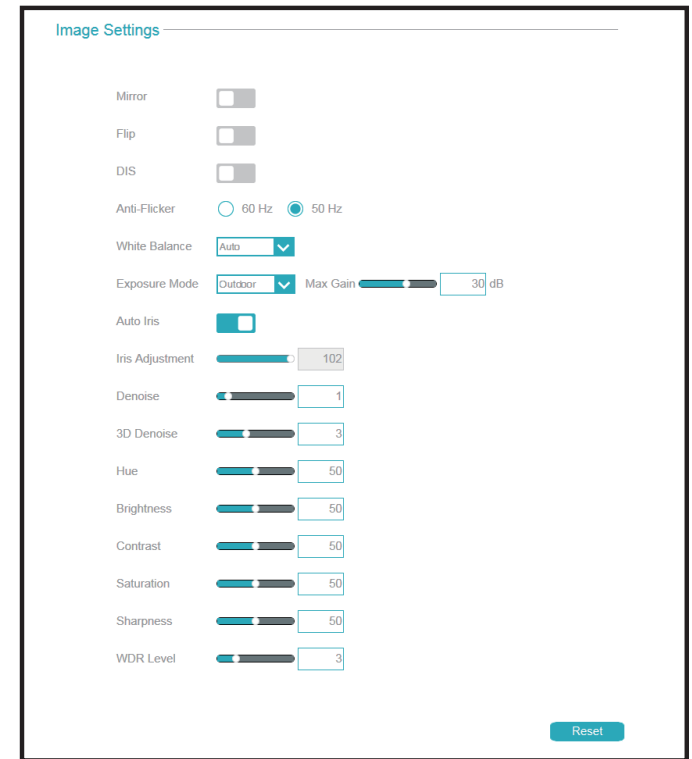 Image Settings
Mirror
Flip
DIS
Anti-Flicker 60 Hz 50 Hz
White Balance Auto
Exposure Mode Outdoor Max Gain 30 dB
Auto Iris
Iris Adjustment 102
Denoise 1
3D Denoise 3
Hue 50
Brightness 50
Contrast 50
Saturation 50
Sharpness 50
WDR Level 3
Reset